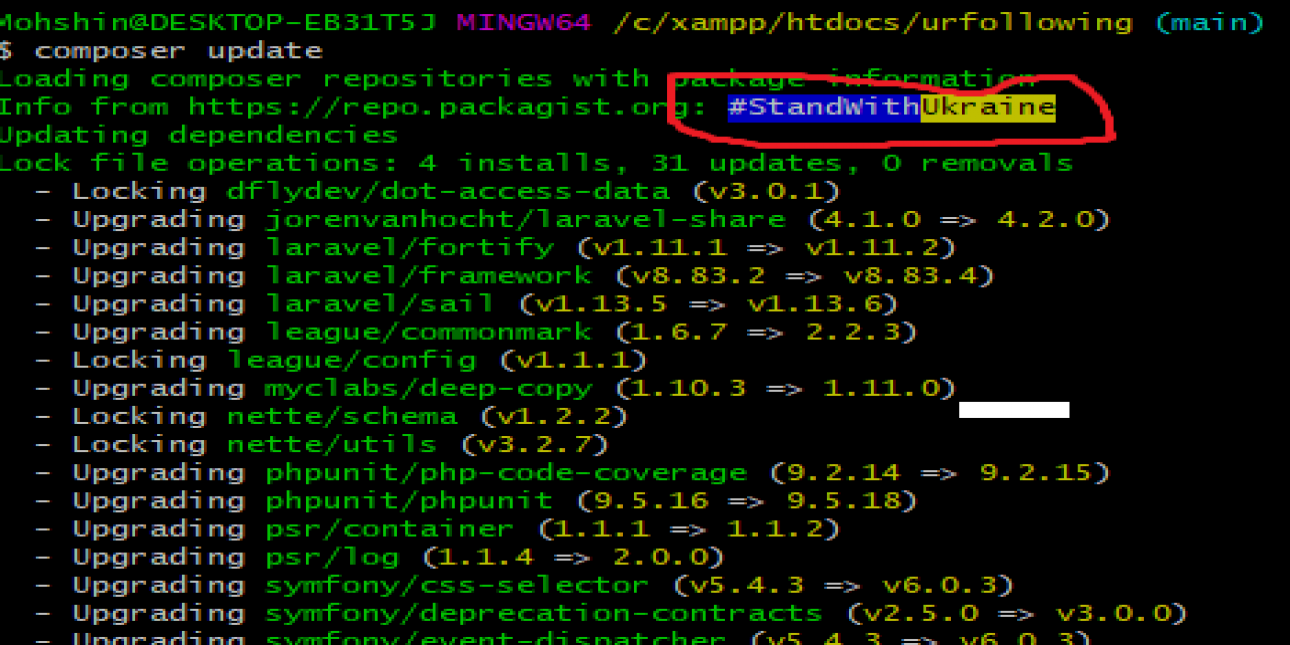 Mohshin@DESKTOP-EB31T5J MINGW64 /c/xampp/htdocs/urfollowing (main)
$ composer update
Loading composer repositories with package information
Info from https://repo.packagist.org: #StandWithUkraine
Updating dependencies
Lock file operations: 4 installs, 31 updates, 0 removals
- Locking dflydev/dot-access-data (v3.0.1)
- Upgrading jorenvanhocht/laravel-share (4.1.0 => 4.2.0)
- Upgrading laravel/fortify (v1.11.1 => v1.11.2)
- Upgrading laravel/framework (v8.83.2 => v8.83.4)
- Upgrading laravel/sail (v1.13.5 => v1.13.6)
- Upgrading league/commonmark (1.6.7 => 2.2.3)
- Locking league/config (v1.1.1)
- Upgrading myclabs/deep-copy (1.10.3 => 1.11.0)
- Locking nette/schema (v1.2.2)
- Locking nette/utils (v3.2.7)
- Upgrading phpunit/php-code-coverage (9.2.14 => 9.2.15)
- Upgrading phpunit/phpunit (9.5.16 => 9.5.18)
- Upgrading psr/container (1.1.1 => 1.1.2)
- Upgrading psr/log (1.1.4 => 2.0.0)
- Upgrading symfony/css-selector (v5.4.3 => v6.0.3)
- Upgrading symfony/deprecation-contracts (v2.5.0 => v3.0.0)
- Upgrading symfony/event-dispatcher (v5.4.3 => v6.0.3)